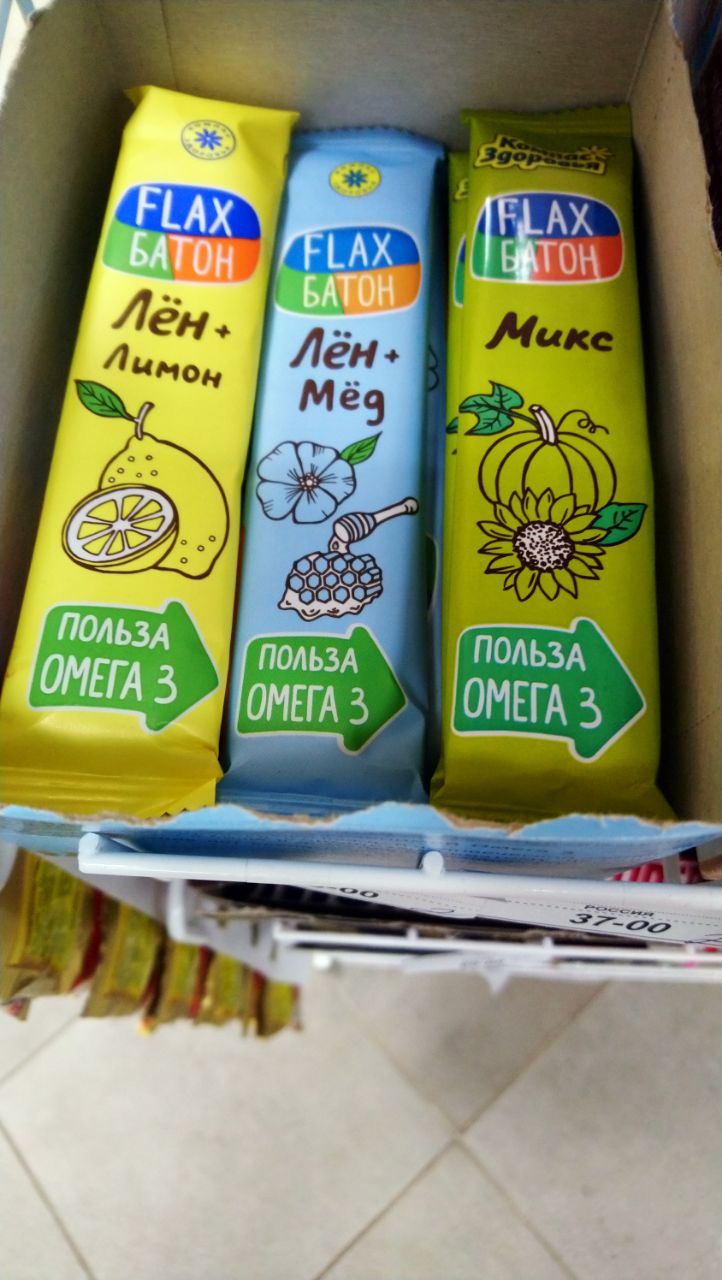 FLAX
БАТОН
Лён+
Лимон
ПОЛЬЗА
ОМЕГА 3
FLAX
БАТОН
Лён+
Мёд
ПОЛЬЗА
ОМЕГА 3
Компас
Здоровья
FLAX
БАТОН
Микс
ПОЛЬЗА
ОМЕГА 3
РОССИЯ
37-00